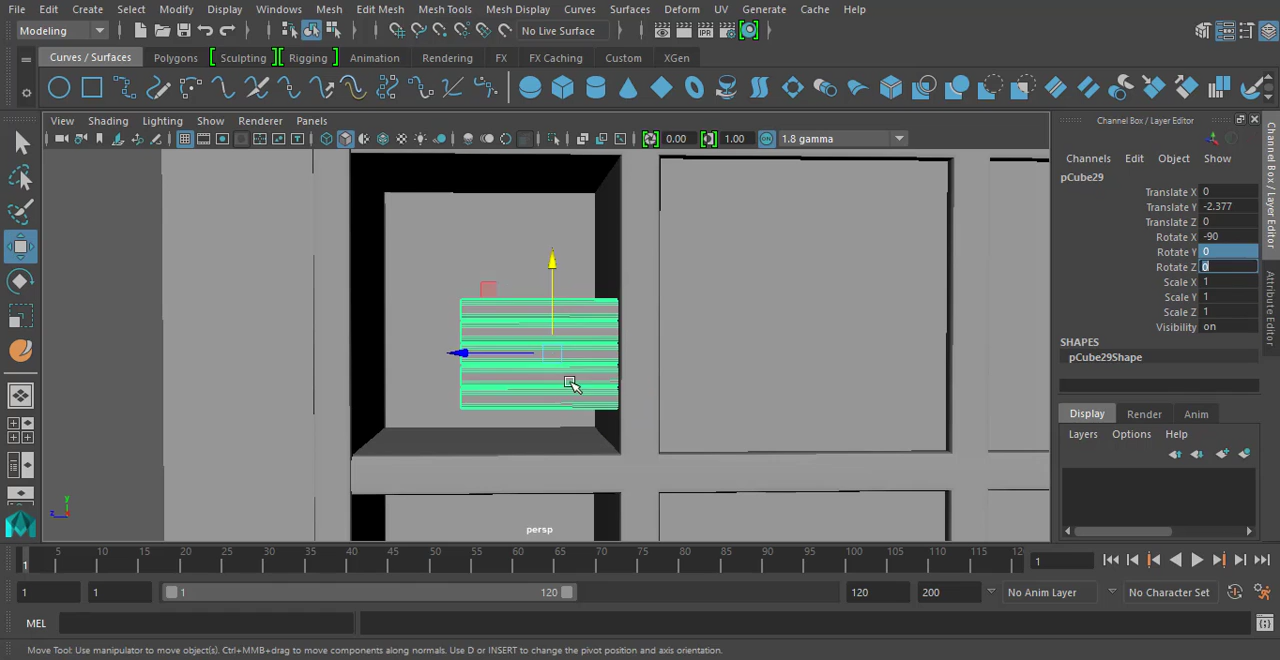 File Edit Create Select Modify Display Windows Mesh Edit Mesh Mesh Tools Mesh Display Curves Surfaces Deform UV Generate Cache Help
Modeling No Live Surface
Curves / Surfaces Polygons Sculpting Rigging Animation Rendering FX FX Caching Custom XGen
View Shading Lighting Show Renderer Panels
0.00 1.00 ON 1.8 gamma
Channel Box / Layer Editor
Channels Edit Object Show
pCube29
Translate X 0
Translate Y -2.377
Translate Z 0
Rotate X -90
Rotate Y 0
Rotate Z 0
Scale X 1
Scale Y 1
Scale Z 1
Visibility on
SHAPES
pCube29Shape
Display Render Anim
Layers Options Help
Channel Box / Layer Editor
Attribute Editor
y
z
persp
5 10 15 20 25 30 35 40 45 50 55 60 65 70 75 80 85 90 95 100 105 110 115 12
1
1
1 1 1 120 120 200 No Anim Layer No Character Set
MEL
Move Tool: Use manipulator to move object(s). Ctrl+MMB+drag to move components along normals. Use D or INSERT to change the pivot position and axis orientation.